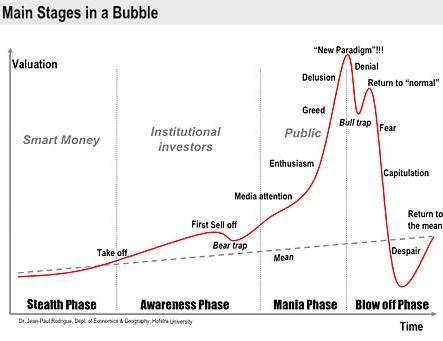 Main Stages in a Bubble
Valuation
"New Paradigm"!!!
Denial
Delusion
Return to "normal"
Greed
Bull trap
Fear
Smart Money
Institutional
investors
Public
Enthusiasm
Capitulation
Media attention
First Sell off
Return to
the mean
Take off
Bear trap
Mean
Despair
Stealth Phase
Awareness Phase
Mania Phase
Blow off Phase
Dr. Jean-Paul Rodrigue, Dept. of Economics & Geography, Hofstra University
Time